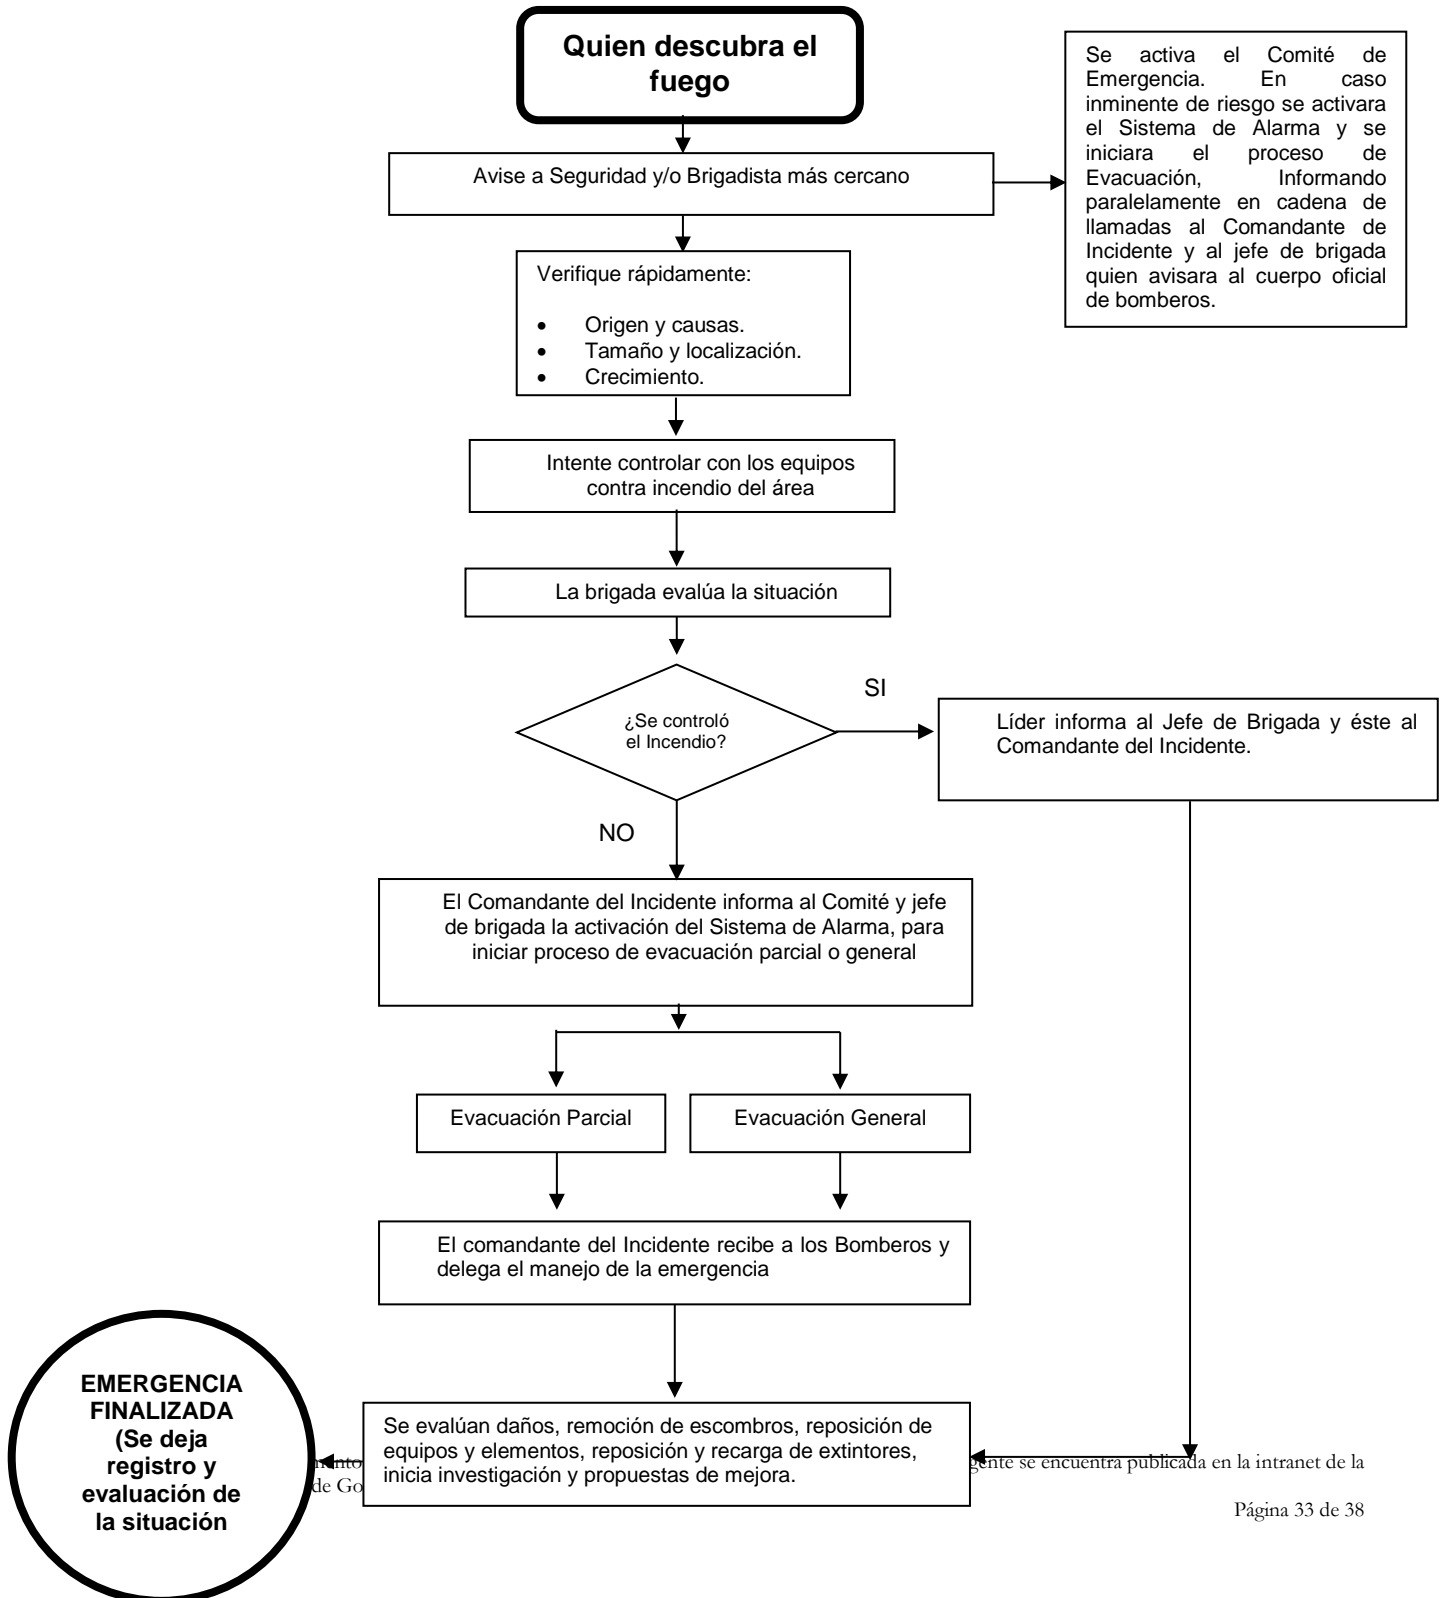 Quien descubra el
fuego
Se activa el Comité de
Emergencia. En caso
inminente de riesgo se activara
el Sistema de Alarma y se
iniciara el proceso de
Evacuación, Informando
paralelamente en cadena de
llamadas al Comandante de
Incidente y al jefe de brigada
quien avisara al cuerpo oficial
de bomberos.
Avise a Seguridad y/o Brigadista más cercano
Verifique rápidamente:
• Origen y causas.
• Tamaño y localización.
• Crecimiento.
Intente controlar con los equipos
contra incendio del área
La brigada evalúa la situación
¿Se controló
el Incendio?
SI
Líder informa al Jefe de Brigada y éste al
Comandante del Incidente.
NO
El Comandante del Incidente informa al Comité y jefe
de brigada la activación del Sistema de Alarma, para
iniciar proceso de evacuación parcial o general
Evacuación Parcial
Evacuación General
El comandante del Incidente recibe a los Bomberos y
delega el manejo de la emergencia
EMERGENCIA
FINALIZADA
(Se deja
registro y
evaluación de
la situación
Se evalúan daños, remoción de escombros, reposición de
equipos y elementos, reposición y recarga de extintores,
inicia investigación y propuestas de mejora.
se encuentra publicada en la intranet de la
de
Página 33 de 38